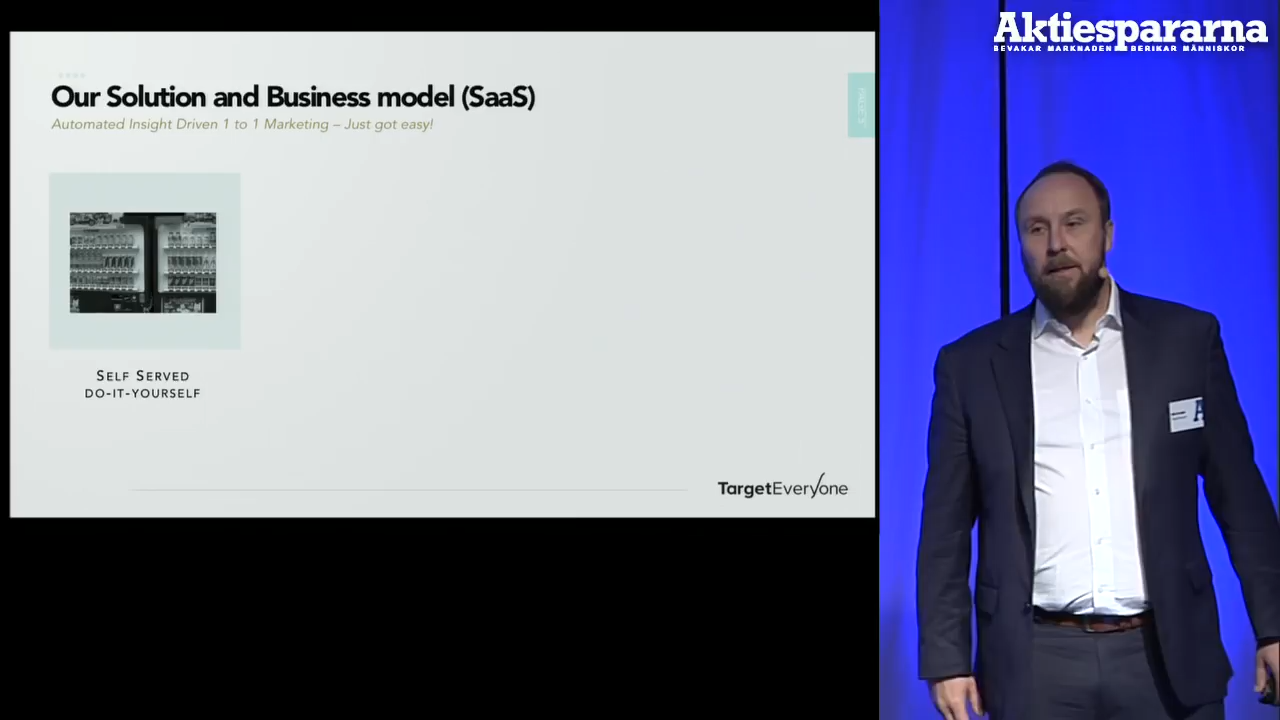 Our Solution and Business model (SaaS)
Automated Insight Driven 1 to 1 Marketing – Just got easy!
SELF SERVED
DO-IT-YOURSELF
TargetEveryone
Aktiespararna
BEVAKAR MARKNADEN BERIKAR MÄNNISKOR